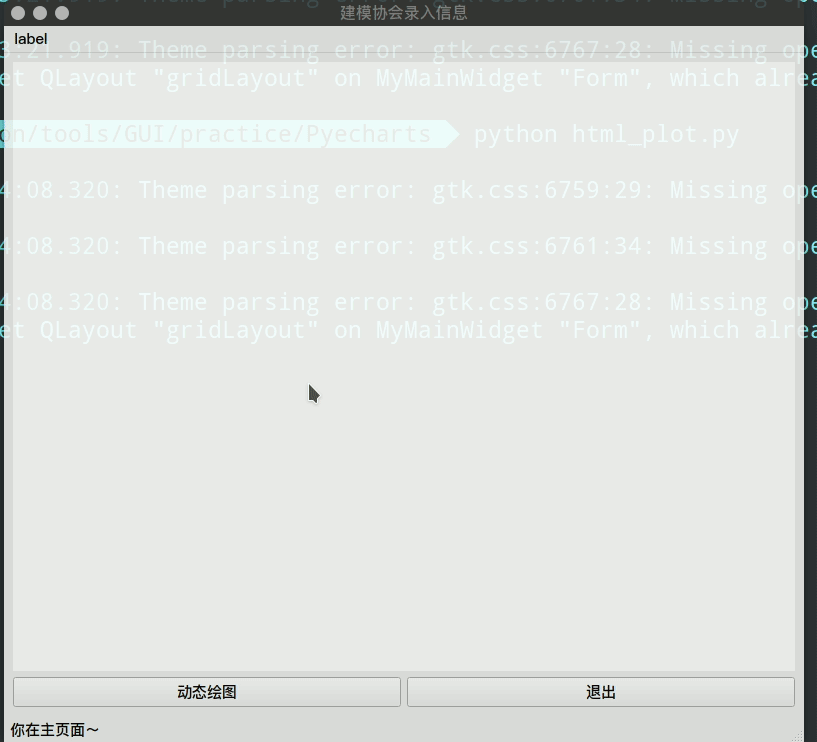 建模协会录入信息
label
3:21.919: Theme parsing error: gtk.css:6767:28: Missing ope
et QLayout "gridLayout" on MyMainWidget "Form", which alrea
on/tools/GUI/practice/Pyecharts python html_plot.py
4:08.320: Theme parsing error: gtk.css:6759:29: Missing ope
4:08.320: Theme parsing error: gtk.css:6761:34: Missing ope
4:08.320: Theme parsing error: gtk.css:6767:28: Missing ope
et QLayout "gridLayout" on MyMainWidget "Form", which alrea
动态绘图 退出
你在主页面～